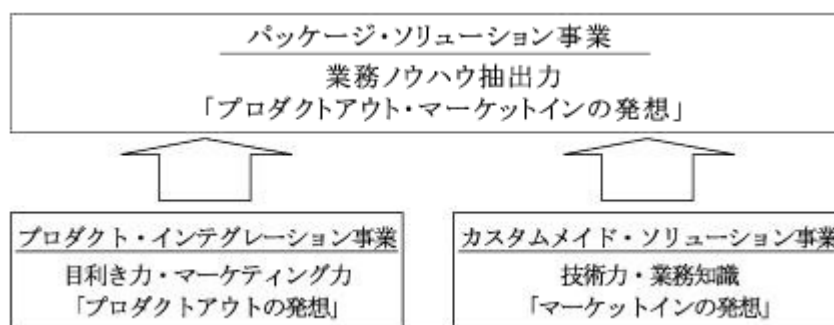 パッケージ・ソリューション事業
業務ノウハウ抽出力
「プロダクトアウト・マーケットインの発想」
プロダクト・インテグレーション事業
目利き力・マーケティング力
「プロダクトアウトの発想」
カスタムメイド・ソリューション事業
技術力・業務知識
「マーケットインの発想」